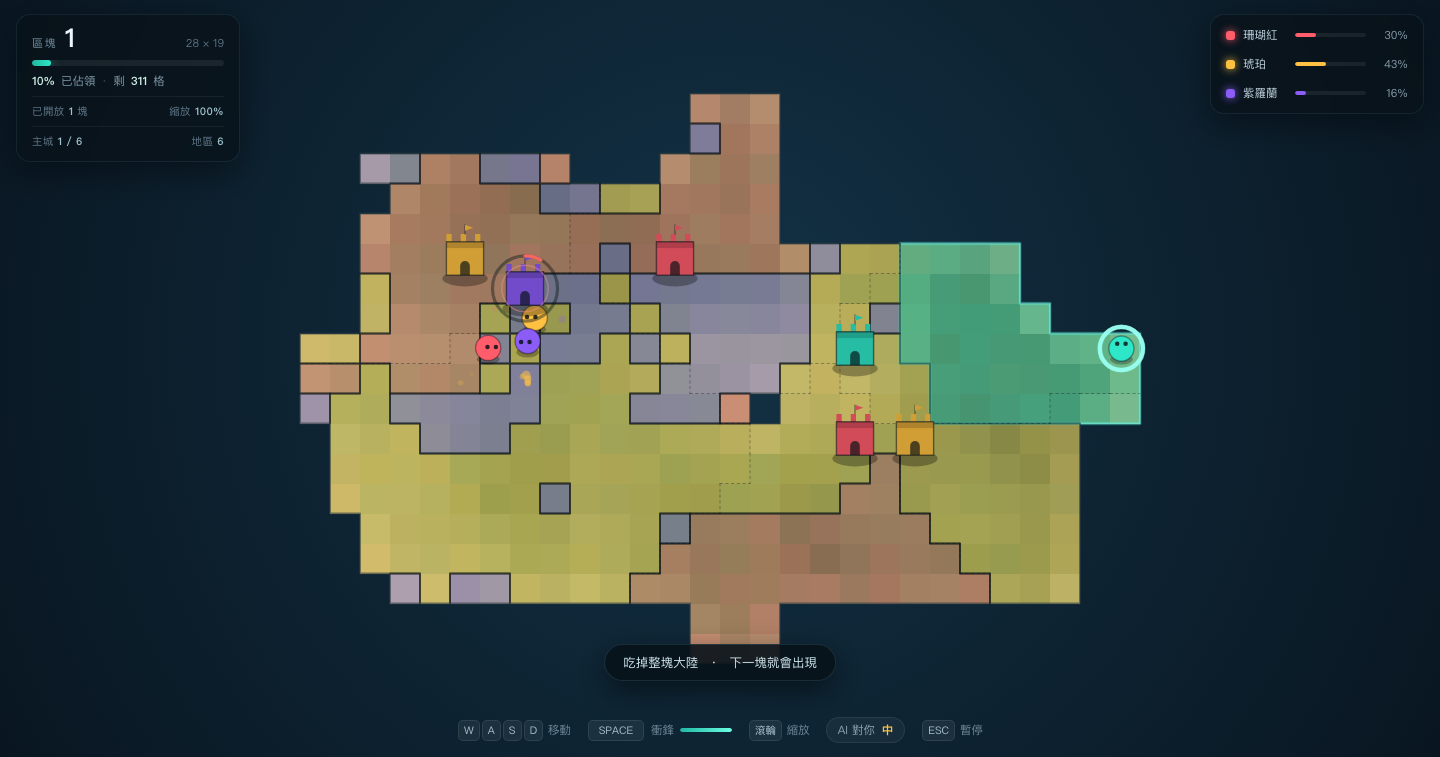 區塊 1 28 × 19
10% 已佔領 · 剩 311 格
已開放 1 塊 縮放 100%
主城 1 / 6 地區 6
珊瑚紅 30%
琥珀 43%
紫羅蘭 16%
吃掉整塊大陸 · 下一塊就會出現
W A S D 移動 SPACE 衝鋒 滾輪 縮放 AI 對你 中 ESC 暫停